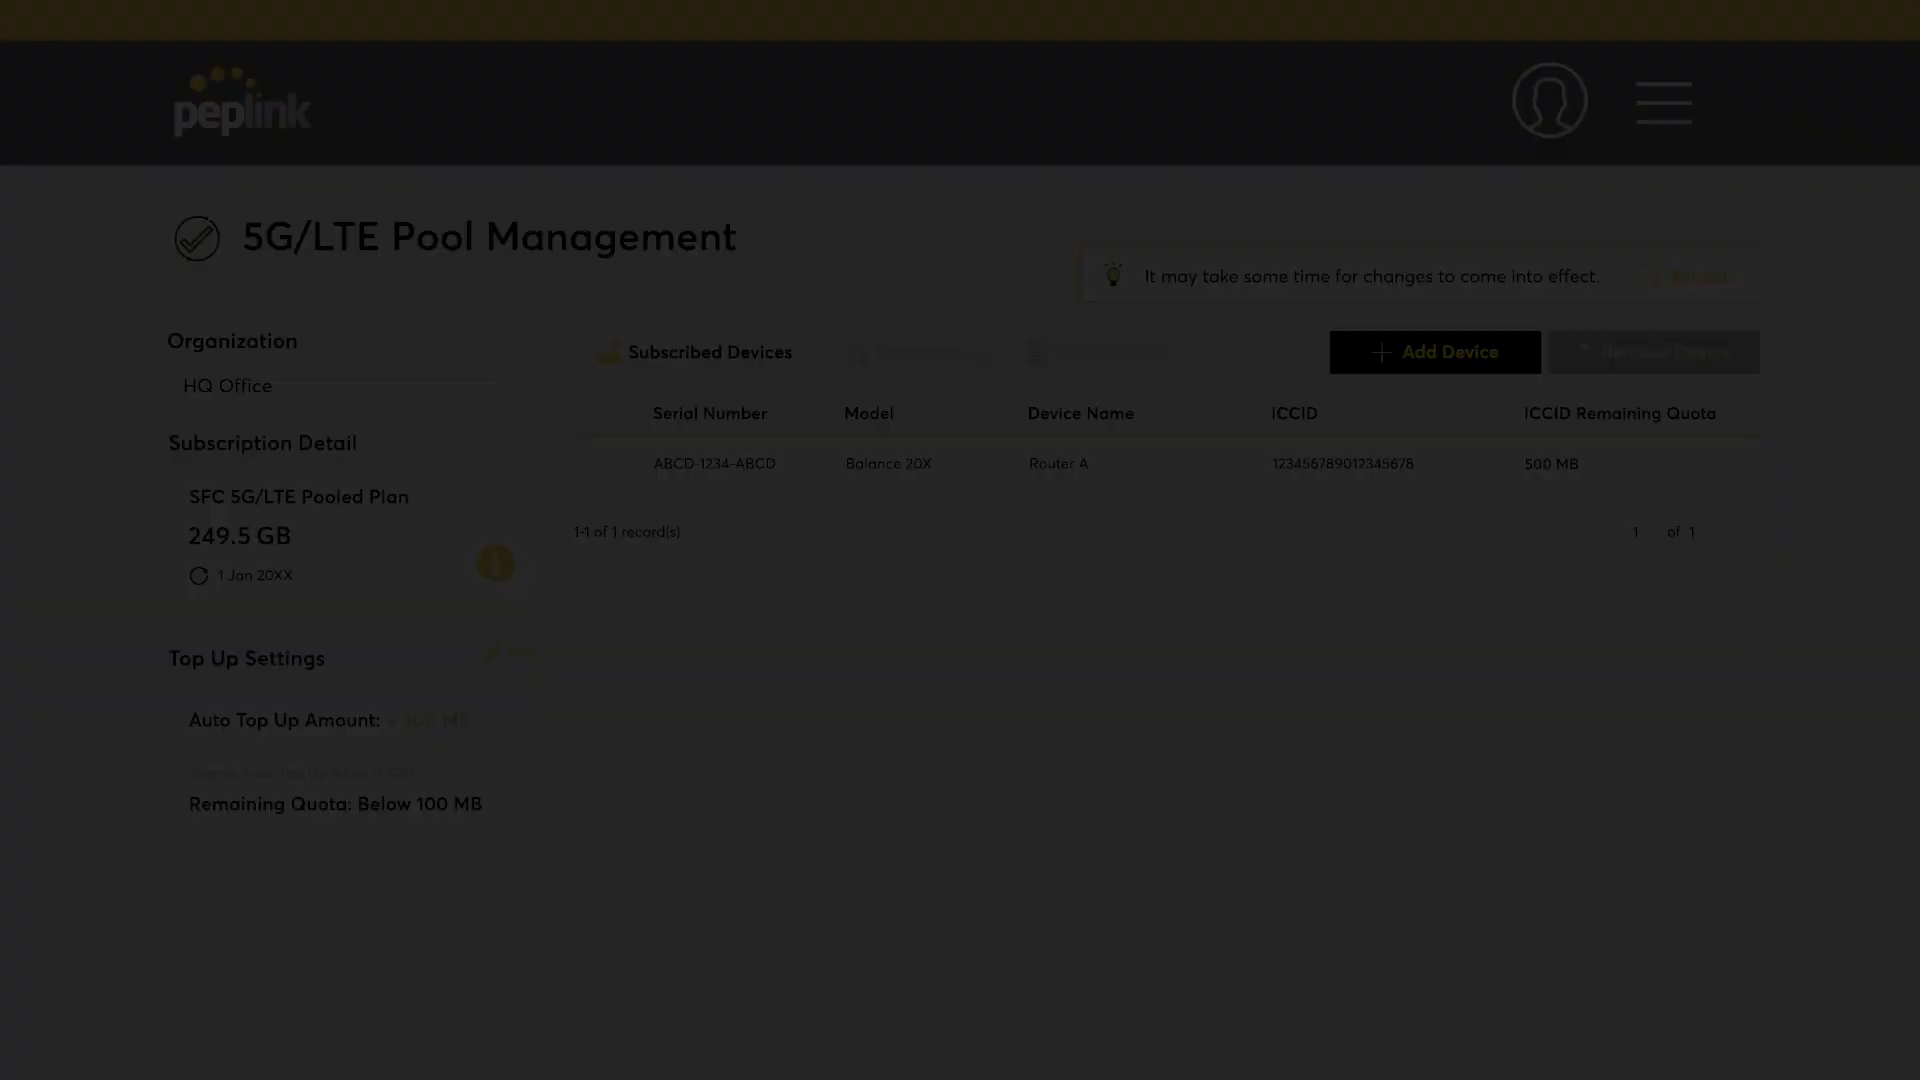 peplink
5G/LTE Pool Management
It may take some time for changes to come into effect.
Organization
HQ Office
Subscribed Devices
Add Device
Serial Number Model Device Name ICCID ICCID Remaining Quota
ABCD-1234-ABCD Balance 20X Router A 123456789012345678 500 MB
1-1 of 1 record(s) 1 of 1
Subscription Detail
SFC 5G/LTE Pooled Plan
249.5 GB
1 Jan 20XX
Top Up Settings
Auto Top Up Amount:
Remaining Quota: Below 100 MB